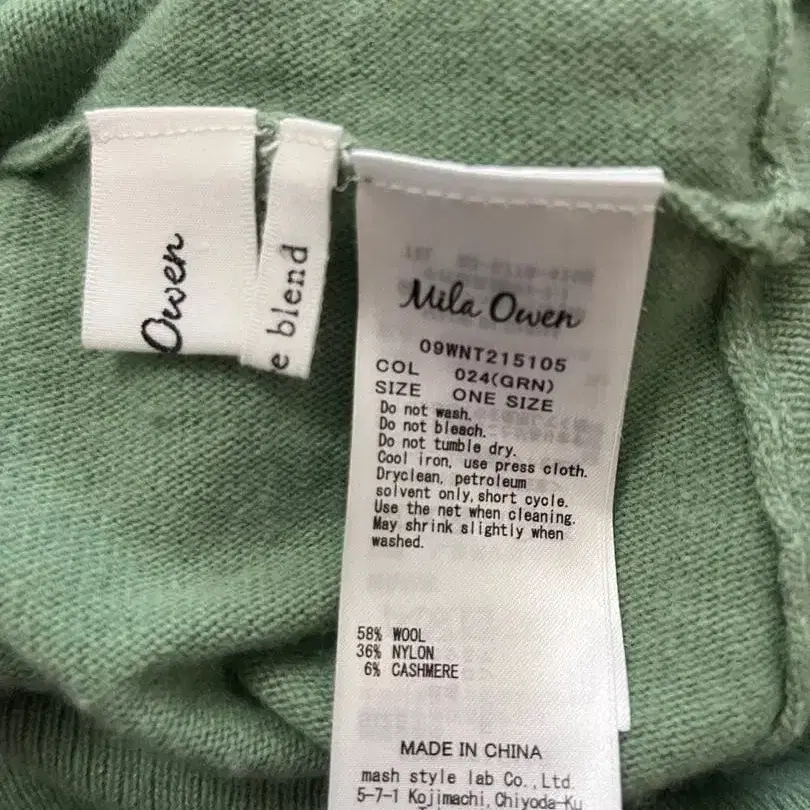 Owen
e blend
Mila Owen
09WNT215105
COL 024(GRN)
SIZE ONE SIZE
Do not wash.
Do not bleach.
Do not tumble dry.
Cool iron, use press cloth.
Dryclean, petroleum
solvent only,short cycle.
Use the net when cleaning.
May shrink slightly when
washed.
58% WOOL
36% NYLON
6% CASHMERE
MADE IN CHINA
mash style lab Co.,Ltd.
5-7-1 Kojimachi,Chiyoda-Ku